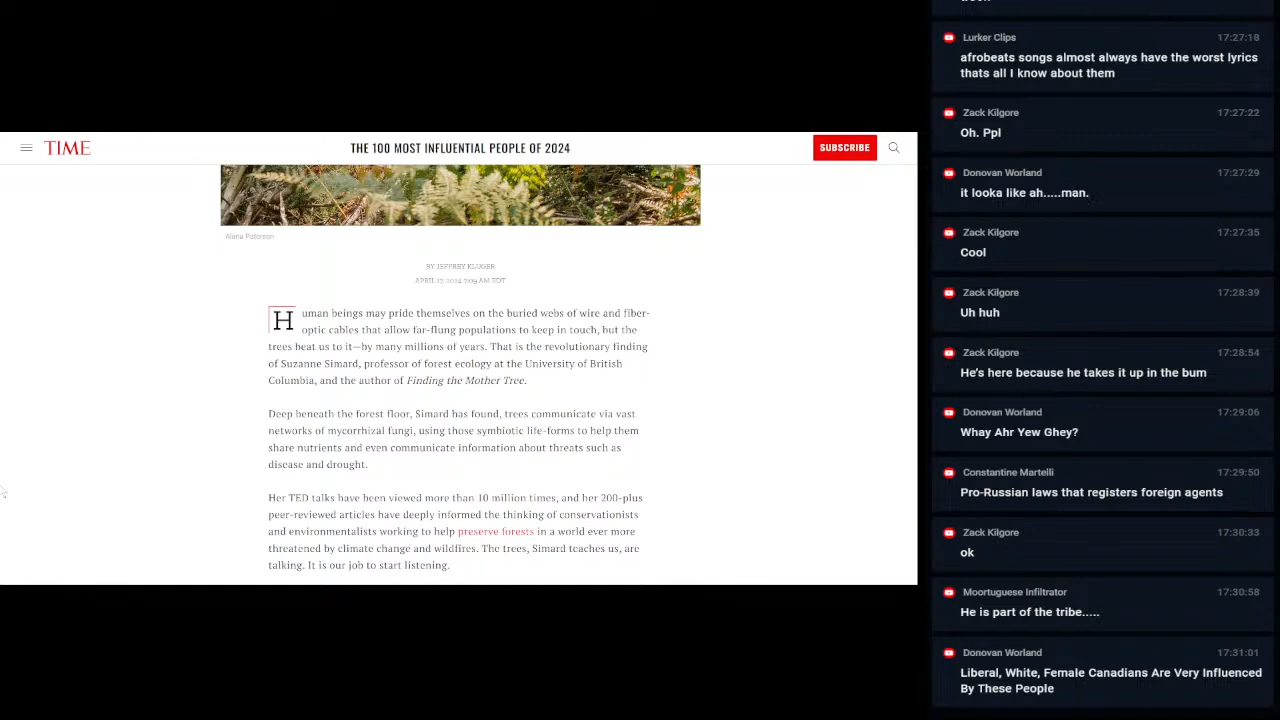 TIME
THE 100 MOST INFLUENTIAL PEOPLE OF 2024
SUBSCRIBE
Alana Paterson
BY JEFFREY KLUGER
APRIL 17, 2024 7:09 AM EDT
Human beings may pride themselves on the buried webs of wire and fiber-
optic cables that allow far-flung populations to keep in touch, but the
trees beat us to it—by many millions of years. That is the revolutionary finding
of Suzanne Simard, professor of forest ecology at the University of British
Columbia, and the author of Finding the Mother Tree.
Deep beneath the forest floor, Simard has found, trees communicate via vast
networks of mycorrhizal fungi, using those symbiotic life-forms to help them
share nutrients and even communicate information about threats such as
disease and drought.
Her TED talks have been viewed more than 10 million times, and her 200-plus
peer-reviewed articles have deeply informed the thinking of conservationists
and environmentalists working to help preserve forests in a world ever more
threatened by climate change and wildfires. The trees, Simard teaches us, are
talking. It is our job to start listening.
Lurker Clips 17:27:18
afrobeats songs almost always have the worst lyrics
thats all I know about them
Zack Kilgore 17:27:22
Oh. Ppl
Donovan Worland 17:27:29
it looka like ah.....man.
Zack Kilgore 17:27:35
Cool
Zack Kilgore 17:28:39
Uh huh
Zack Kilgore 17:28:54
He's here because he takes it up in the bum
Donovan Worland 17:29:06
Whay Ahr Yew Ghey?
Constantine Martelli 17:29:50
Pro-Russian laws that registers foreign agents
Zack Kilgore 17:30:33
ok
Moortuguese Infiltrator 17:30:58
He is part of the tribe.....
Donovan Worland 17:31:01
Liberal, White, Female Canadians Are Very Influenced
By These People